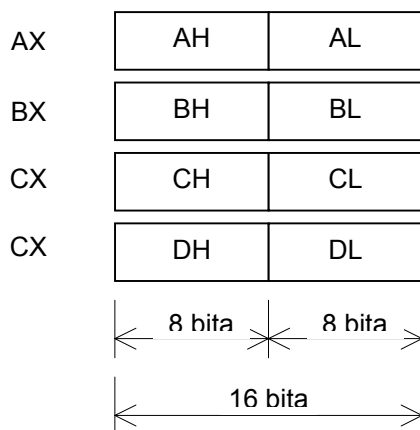 AX AH AL
BX BH BL
CX CH CL
CX DH DL
8 bita 8 bita
16 bita